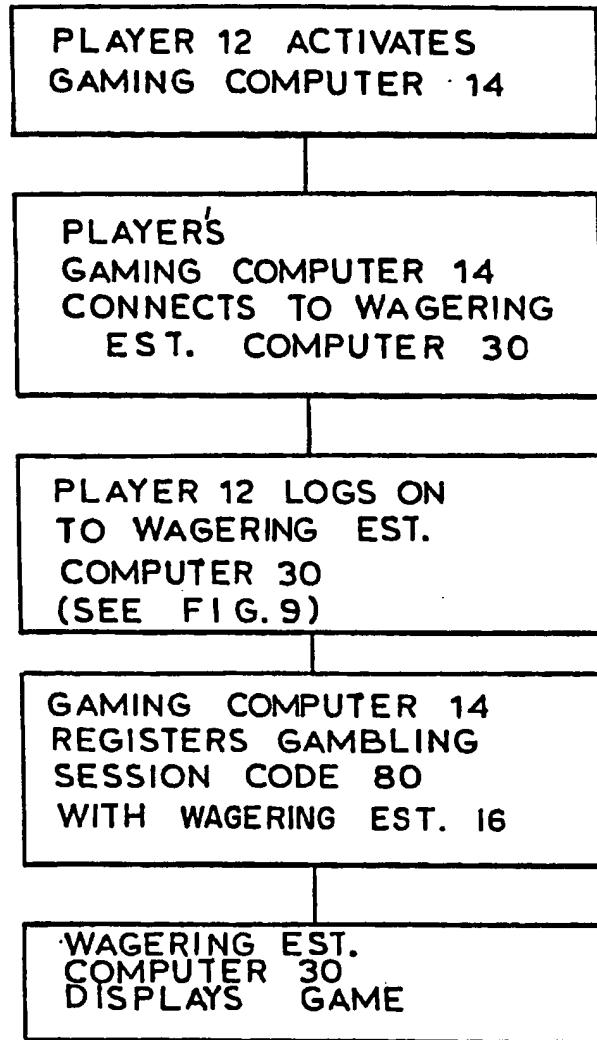 PLAYER 12 ACTIVATES
GAMING COMPUTER 14
PLAYER'S
GAMING COMPUTER 14
CONNECTS TO WAGERING
EST. COMPUTER 30
PLAYER 12 LOGS ON
TO WAGERING EST.
COMPUTER 30
(SEE FIG.9)
GAMING COMPUTER 14
REGISTERS GAMBLING
SESSION CODE 80
WITH WAGERING EST. 16
WAGERING EST.
COMPUTER 30
DISPLAYS GAME